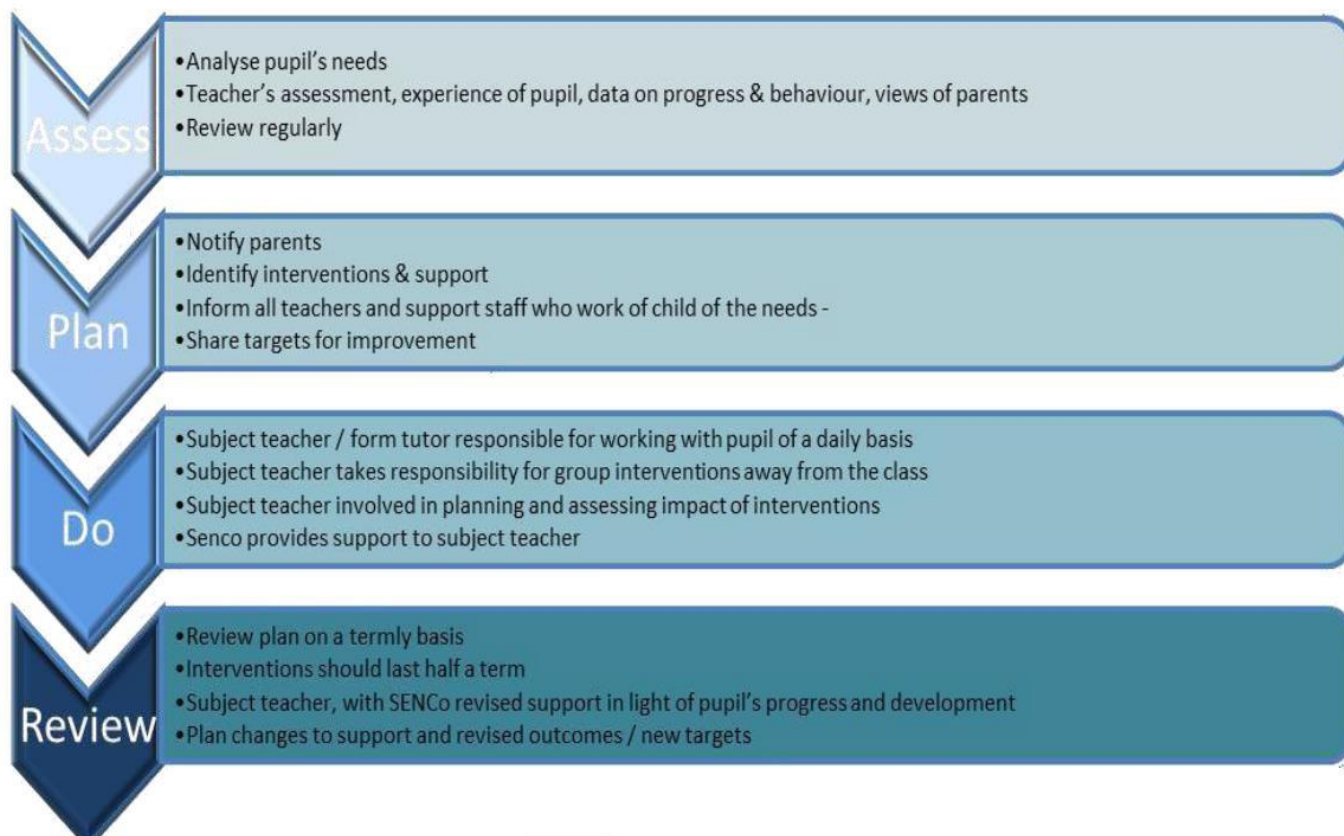 Assess
•Analyse pupil's needs
•Teacher's assessment, experience of pupil, data on progress & behaviour, views of parents
•Review regularly
Plan
•Notify parents
•Identify interventions & support
•Inform all teachers and support staff who work of child of the needs -
•Share targets for improvement
Do
•Subject teacher / form tutor responsible for working with pupil of a daily basis
•Subject teacher takes responsibility for group interventions away from the class
•Subject teacher involved in planning and assessing impact of interventions
•Senco provides support to subject teacher
Review
•Review plan on a termly basis
•Interventions should last half a term
•Subject teacher, with SENCo revised support in light of pupil's progress and development
•Plan changes to support and revised outcomes / new targets